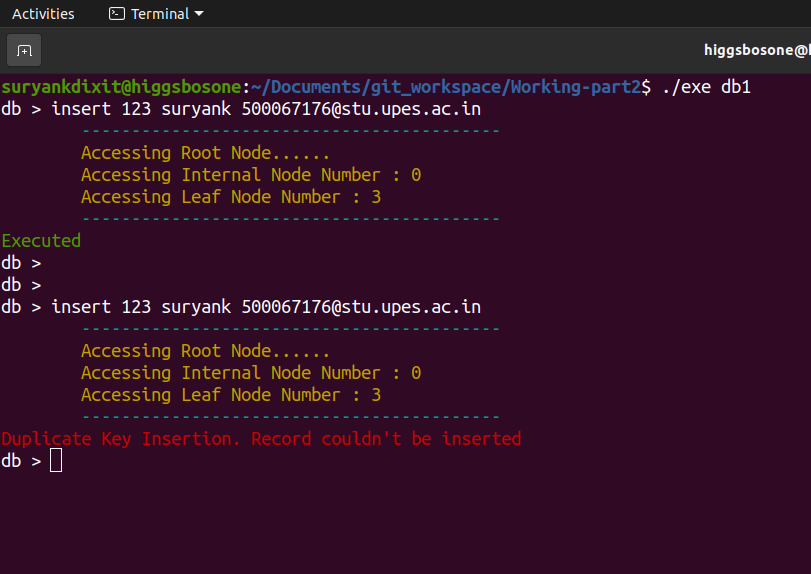 Activities Terminal
higgsbosone@
suryankdixit@higgsbosone:~/Documents/git_workspace/Working-part2$ ./exe db1
db > insert 123 suryank 500067176@stu.upes.ac.in
------------------------------------------
Accessing Root Node......
Accessing Internal Node Number : 0
Accessing Leaf Node Number : 3
------------------------------------------
Executed
db >
db >
db > insert 123 suryank 500067176@stu.upes.ac.in
------------------------------------------
Accessing Root Node......
Accessing Internal Node Number : 0
Accessing Leaf Node Number : 3
------------------------------------------
Duplicate Key Insertion. Record couldn't be inserted
db >